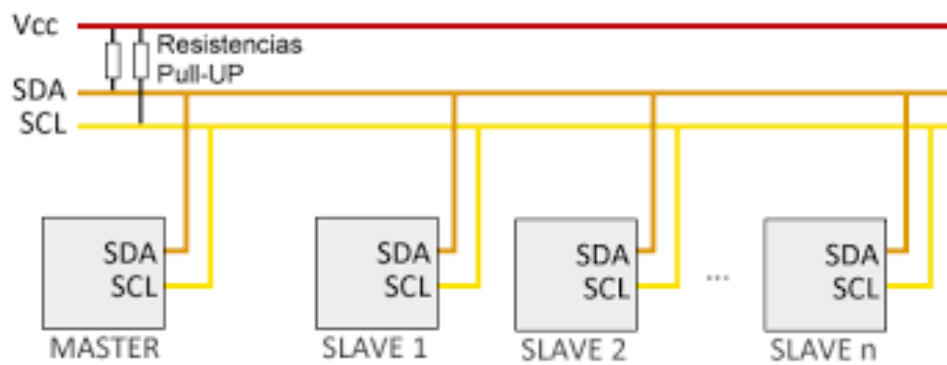 Vcc
Resistencias
Pull-UP
SDA
SCL
SDA
SCL
MASTER
SDA
SCL
SLAVE 1
SDA
SCL
SLAVE 2
...
SDA
SCL
SLAVE n